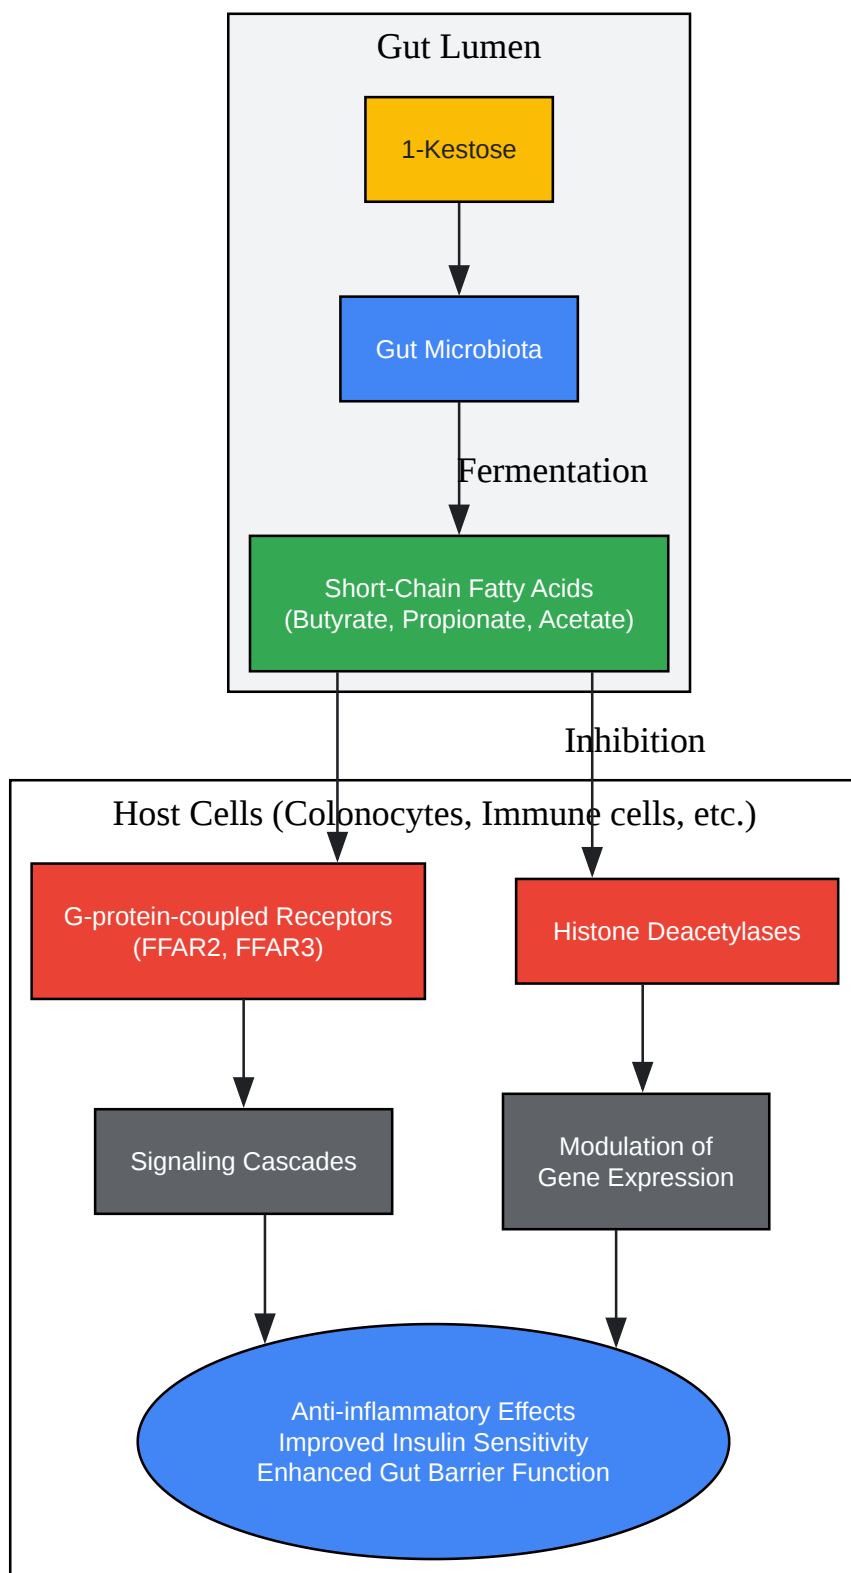 Gut Lumen
1-Kestose
Gut Microbiota
Fermentation
Short-Chain Fatty Acids
(Butyrate, Propionate, Acetate)
Inhibition
Host Cells (Colonocytes, Immune cells, etc.)
G-protein-coupled Receptors
(FFAR2, FFAR3)
Histone Deacetylases
Signaling Cascades
Modulation of
Gene Expression
Anti-inflammatory Effects
Improved Insulin Sensitivity
Enhanced Gut Barrier Function